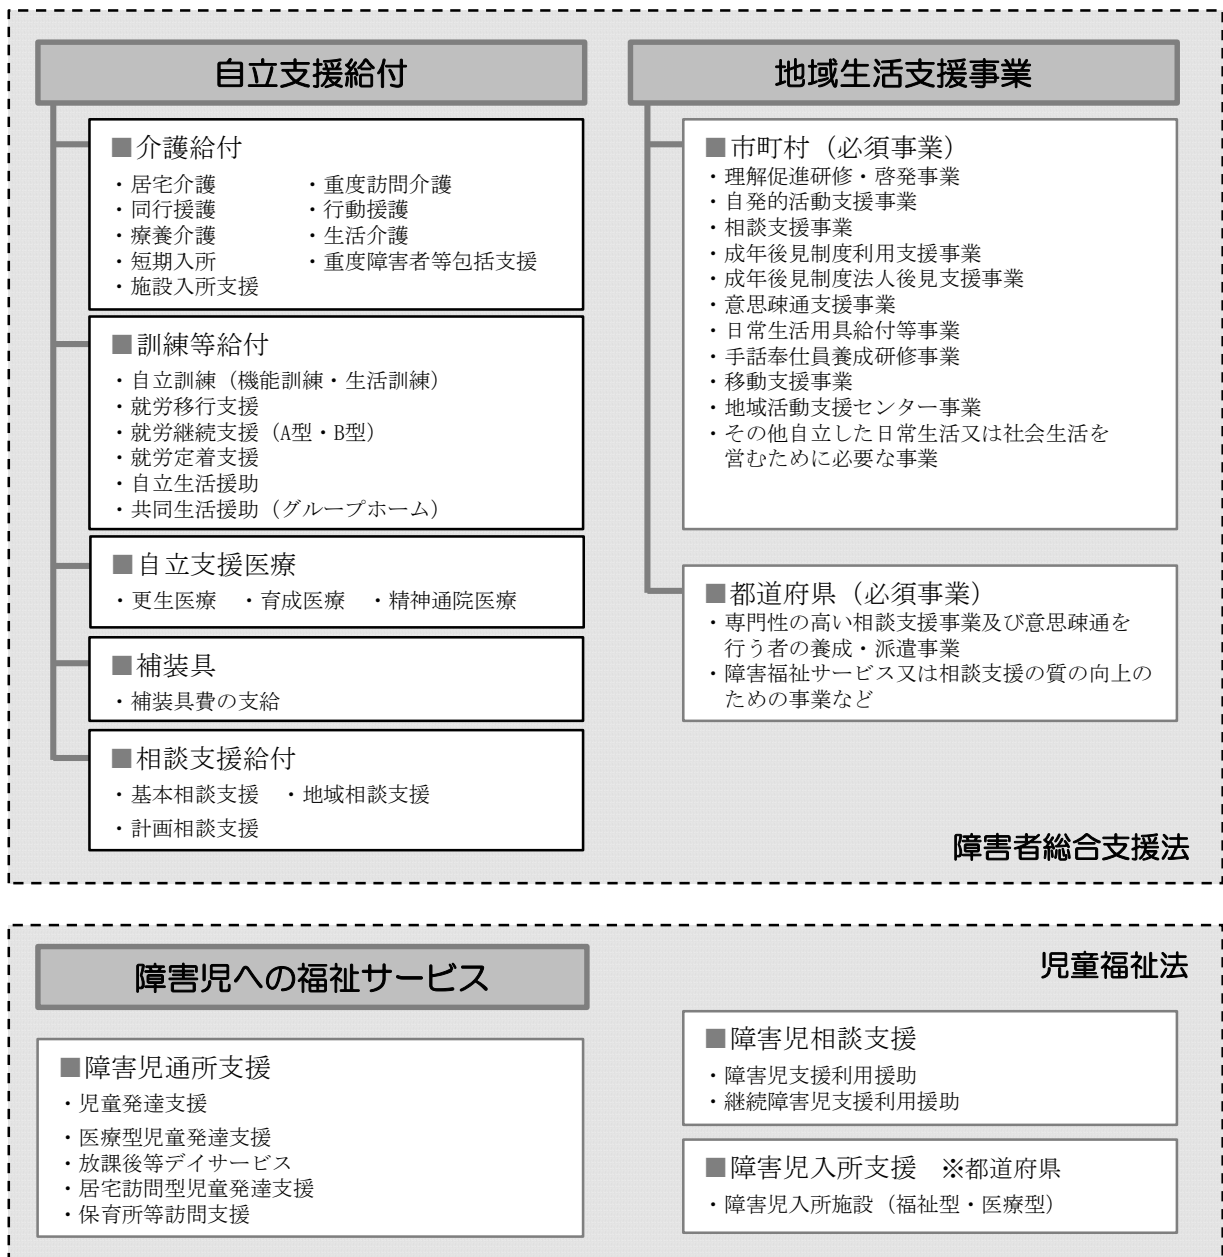 自立支援給付
■介護給付
・居宅介護 ・重度訪問介護
・同行援護 ・行動援護
・療養介護 ・生活介護
・短期入所 ・重度障害者等包括支援
・施設入所支援
■訓練等給付
・自立訓練（機能訓練・生活訓練）
・就労移行支援
・就労継続支援（A型・B型）
・就労定着支援
・自立生活援助
・共同生活援助（グループホーム）
■自立支援医療
・更生医療 ・育成医療 ・精神通院医療
■補装具
・補装具費の支給
■相談支援給付
・基本相談支援 ・地域相談支援
・計画相談支援
地域生活支援事業
■市町村（必須事業）
・理解促進研修・啓発事業
・自発的活動支援事業
・相談支援事業
・成年後見制度利用支援事業
・成年後見制度法人後見支援事業
・意思疎通支援事業
・日常生活用具給付等事業
・手話奉仕員養成研修事業
・移動支援事業
・地域活動支援センター事業
・その他自立した日常生活又は社会生活を
営むために必要な事業
■都道府県（必須事業）
・専門性の高い相談支援事業及び意思疎通を
行う者の養成・派遣事業
・障害福祉サービス又は相談支援の質の向上の
ための事業など
障害者総合支援法
障害児への福祉サービス
児童福祉法
■障害児通所支援
・児童発達支援
・医療型児童発達支援
・放課後等デイサービス
・居宅訪問型児童発達支援
・保育所等訪問支援
■障害児相談支援
・障害児支援利用援助
・継続障害児支援利用援助
■障害児入所支援 ※都道府県
・障害児入所施設（福祉型・医療型）